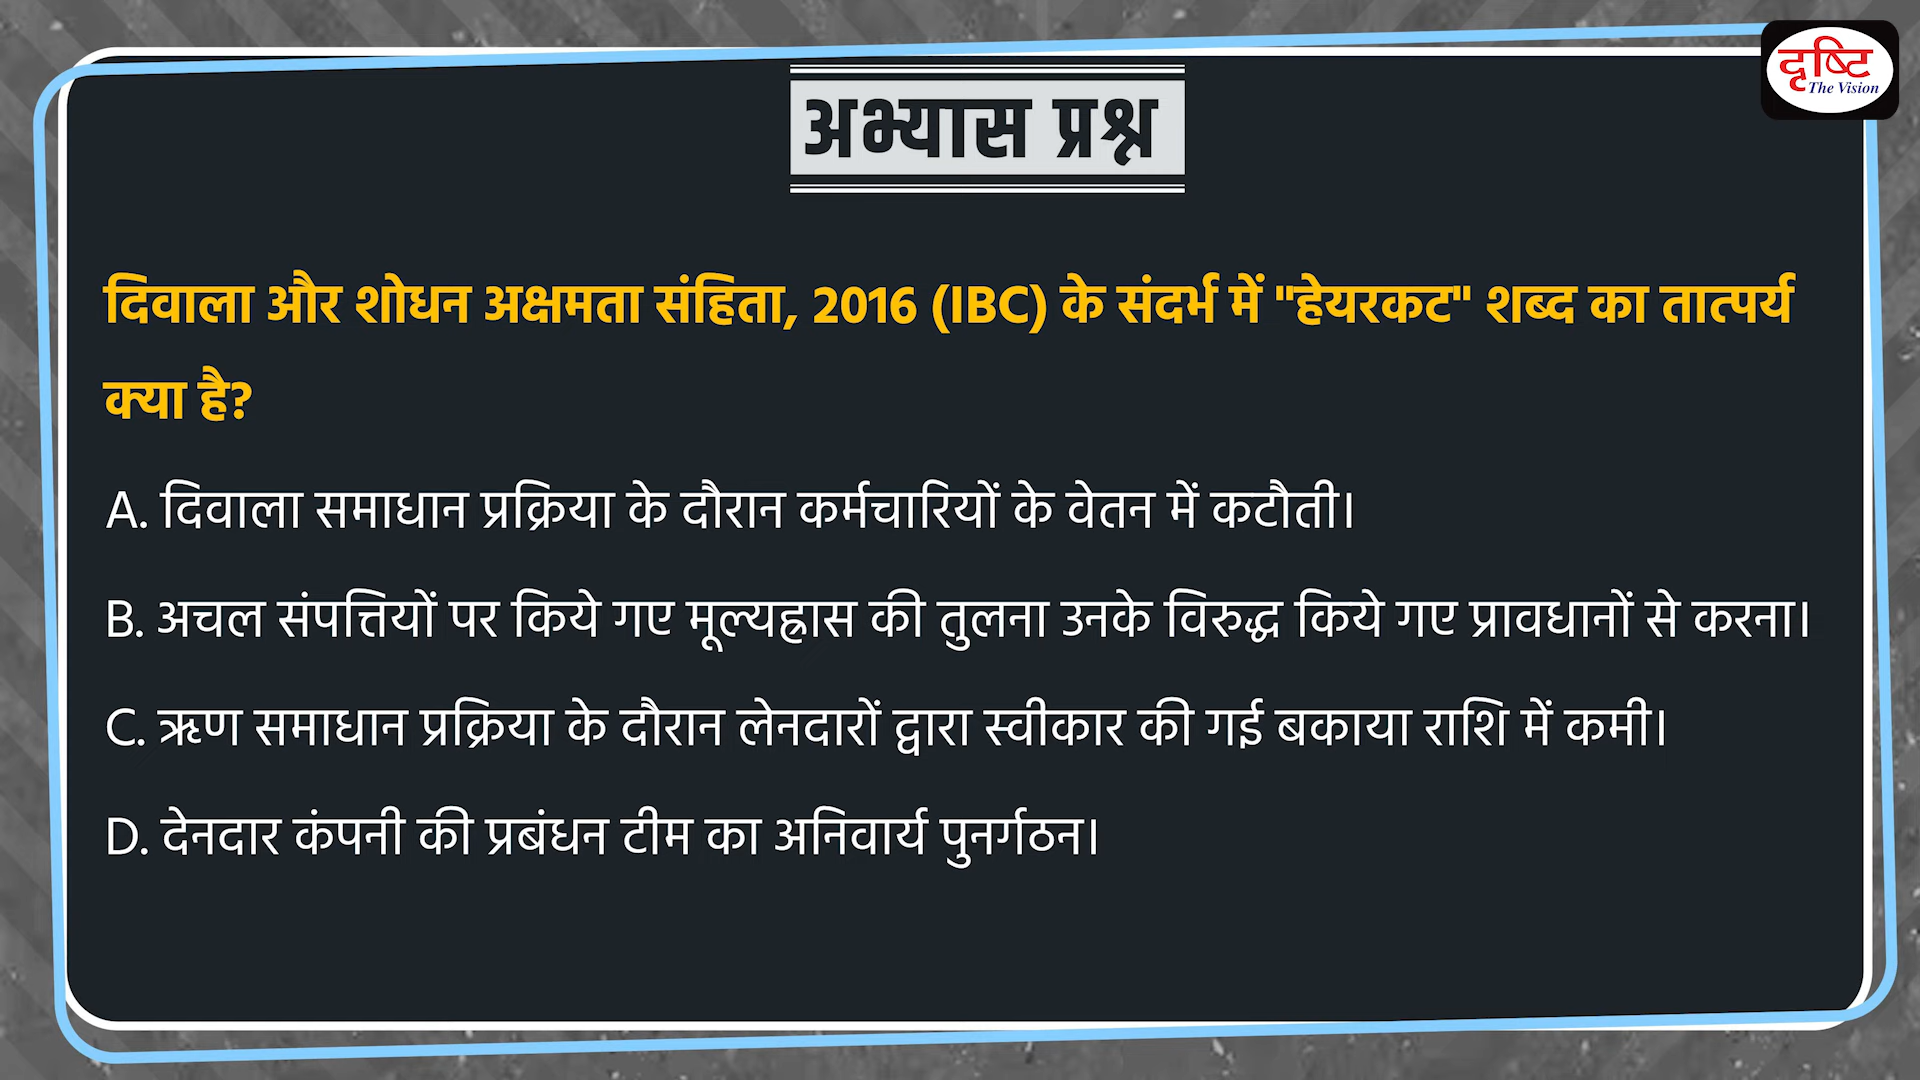 दृष्टि
The Vision
अभ्यास प्रश्न
दिवाला और शोधन अक्षमता संहिता, 2016 (IBC) के संदर्भ में "हेयरकट" शब्द का तात्पर्य
क्या है?
A. दिवाला समाधान प्रक्रिया के दौरान कर्मचारियों के वेतन में कटौती।
B. अचल संपत्तियों पर किये गए मूल्यह्रास की तुलना उनके विरुद्ध किये गए प्रावधानों से करना।
C. ऋण समाधान प्रक्रिया के दौरान लेनदारों द्वारा स्वीकार की गई बकाया राशि में कमी।
D. देनदार कंपनी की प्रबंधन टीम का अनिवार्य पुनर्गठन।